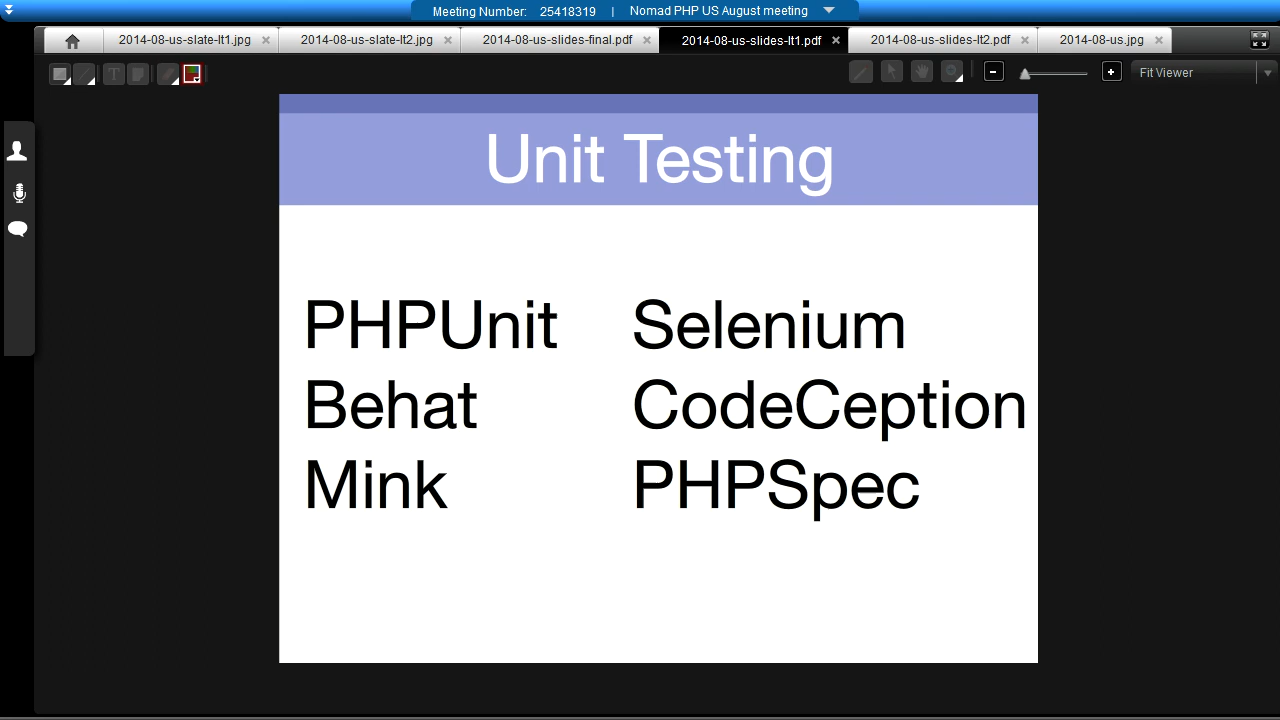 Meeting Number: 25418319 | Nomad PHP US August meeting
2014-08-us-slate-lt1.jpg 2014-08-us-slate-lt2.jpg 2014-08-us-slides-final.pdf 2014-08-us-slides-lt1.pdf 2014-08-us-slides-lt2.pdf 2014-08-us.jpg
T
Fit Viewer
Unit Testing
PHPUnit Selenium
Behat CodeCeption
Mink PHPSpec